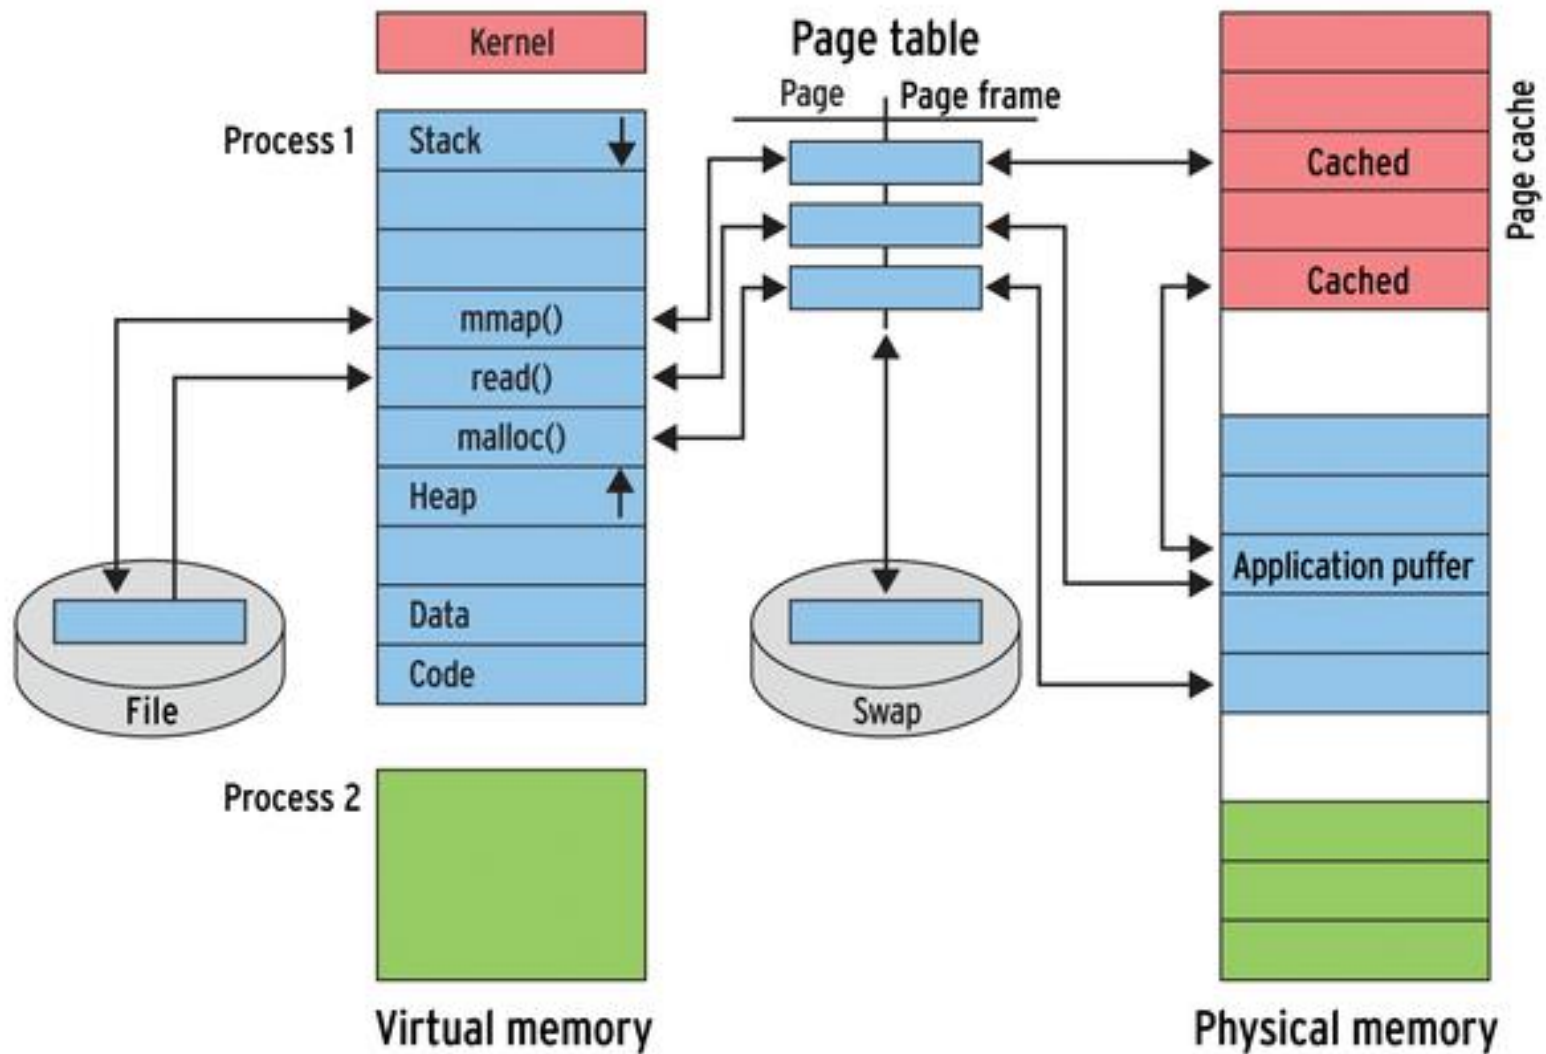 Kernel
Page table
Page
Page frame
Process 1
Stack
Cached
Page cache
Cached
mmap()
read()
malloc()
Heap
Application puffer
Data
Code
File
Swap
Process 2
Virtual memory
Physical memory